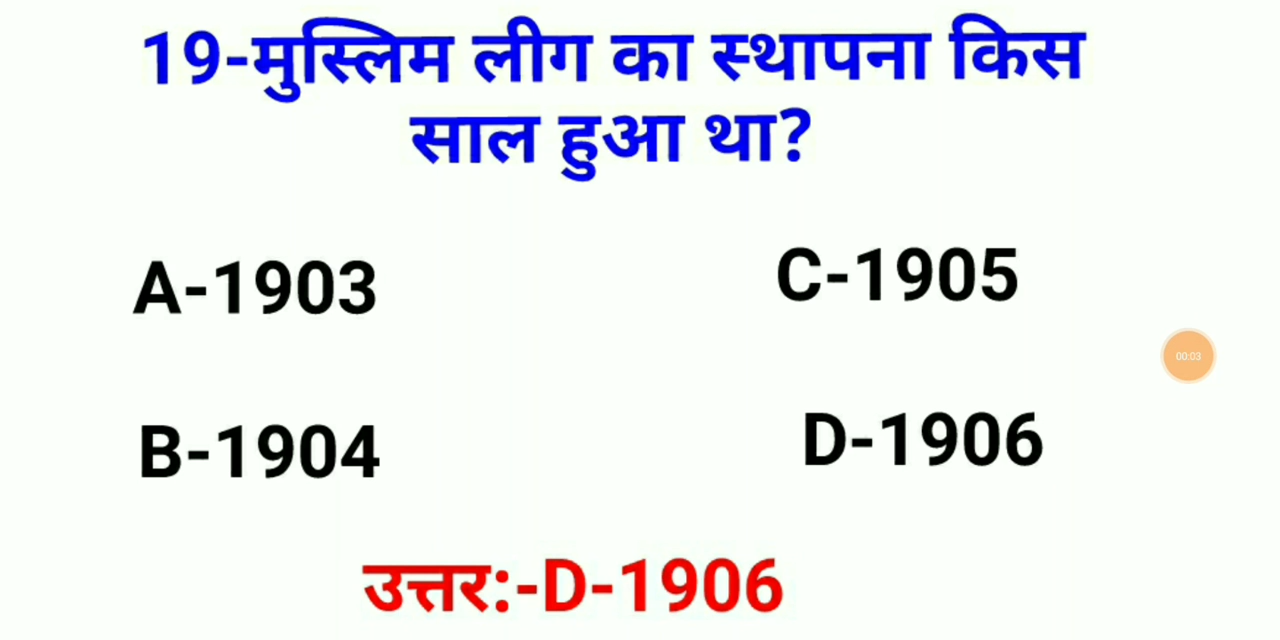 19-मुस्लिम लीग का स्थापना किस
साल हुआ था?
A-1903
C-1905
B-1904
D-1906
00:03
उत्तर:-D-1906